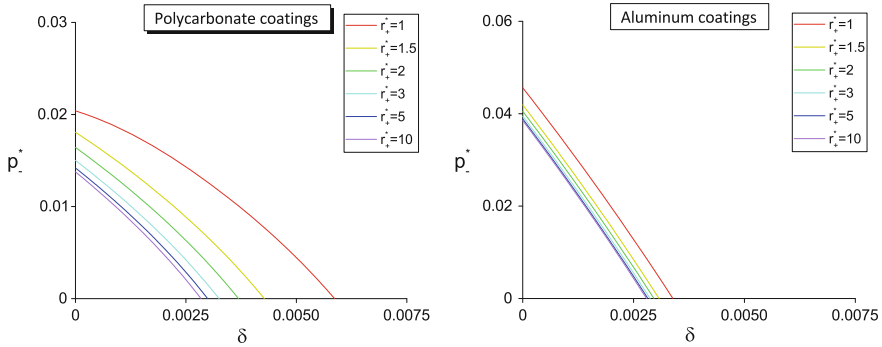 Polycarbonate coatings
0.03
0.02
0.01
0
p*-
0
0.0025
0.0050
0.0075
δ
r*+=1
r*+=1.5
r*+=2
r*+=3
r*+=5
r*+=10
Aluminum coatings
0.06
0.04
0.02
0
p*-
0
0.0025
0.0050
0.0075
δ
r*+=1
r*+=1.5
r*+=2
r*+=3
r*+=5
r*+=10